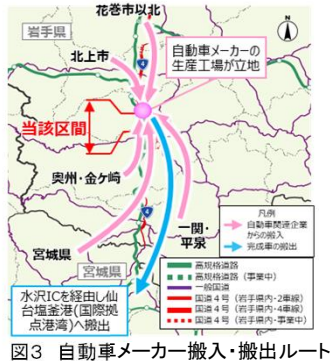 花巻市以北
岩手県
N
北上市
4
自動車メーカーの
生産工場が立地
当該区間
奥州・金ケ崎
4
一関・
平泉
宮城県
宮城県
凡例
自動車関連企業
からの搬入
完成車の搬出
水沢ICを経由し仙
台塩釜港(国際拠
点港湾)へ搬出
高規格道路
高規格道路(事業中)
一般国道
国道4号(岩手県内・2車線)
国道4号(岩手県内・4車線)
国道4号(岩手県内・事業中)
図3 自動車メーカー搬入・搬出ルート